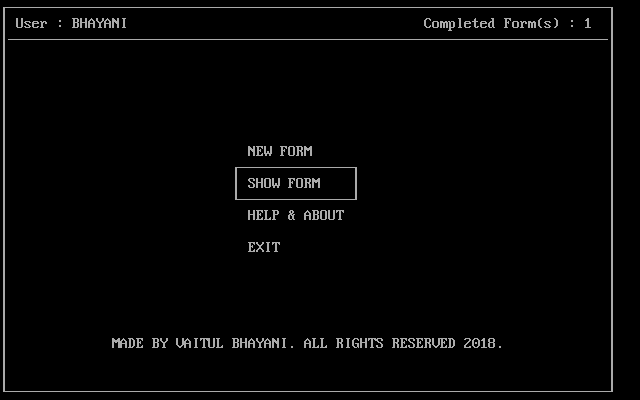 User : BHAYANI Completed Form(s) : 1
NEW FORM
SHOW FORM
HELP & ABOUT
EXIT
MADE BY VAITUL BHAYANI. ALL RIGHTS RESERVED 2018.